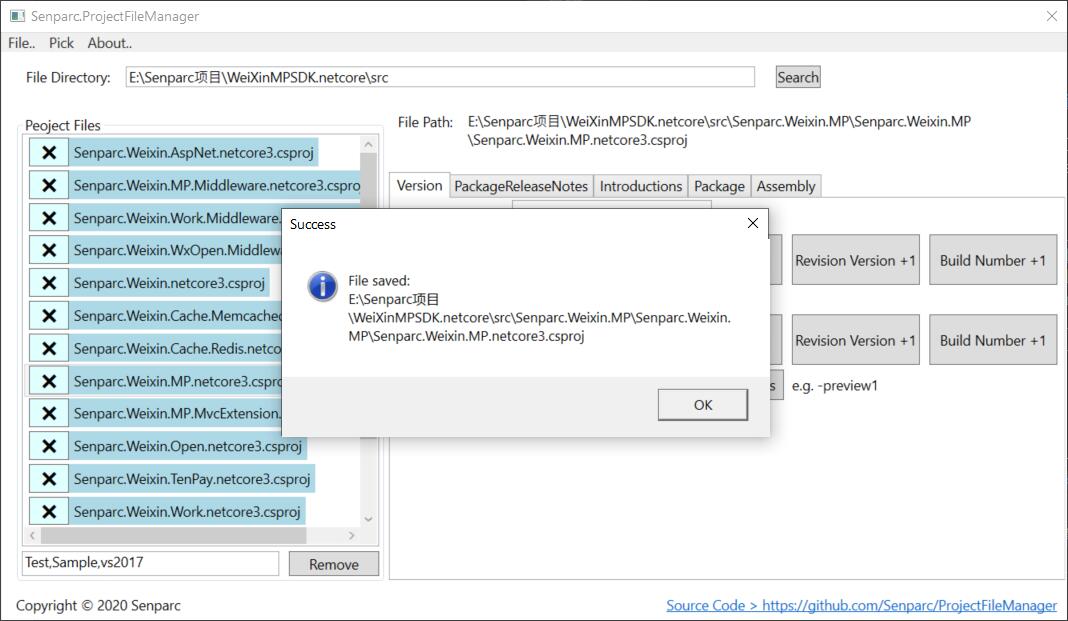 Senparc.ProjectFileManager
File.. Pick About..
File Directory: E:\Senparc项目\WeiXinMPSDK.netcore\src Search
Peoject Files
Senparc.Weixin.AspNet.netcore3.csproj
Senparc.Weixin.MP.Middleware.netcore3.cspro
Senparc.Weixin.Work.Middleware.
Senparc.Weixin.WxOpen.Middlewa
Senparc.Weixin.netcore3.csproj
Senparc.Weixin.Cache.Memcached
Senparc.Weixin.Cache.Redis.netco
Senparc.Weixin.MP.netcore3.cspro
Senparc.Weixin.MP.MvcExtension.
Senparc.Weixin.Open.netcore3.csproj
Senparc.Weixin.TenPay.netcore3.csproj
Senparc.Weixin.Work.netcore3.csproj
Test,Sample,vs2017 Remove
File Path: E:\Senparc项目\WeiXinMPSDK.netcore\src\Senparc.Weixin.MP\Senparc.Weixin.MP
\Senparc.Weixin.MP.netcore3.csproj
Version PackageReleaseNotes Introductions Package Assembly
Revision Version +1 Build Number +1
Revision Version +1 Build Number +1
s e.g. -preview1
Success
File saved:
E:\Senparc项目
\WeiXinMPSDK.netcore\src\Senparc.Weixin.MP\Senparc.Weixin.
MP\Senparc.Weixin.MP.netcore3.csproj
OK
Copyright © 2020 Senparc
Source Code > https://github.com/Senparc/ProjectFileManager